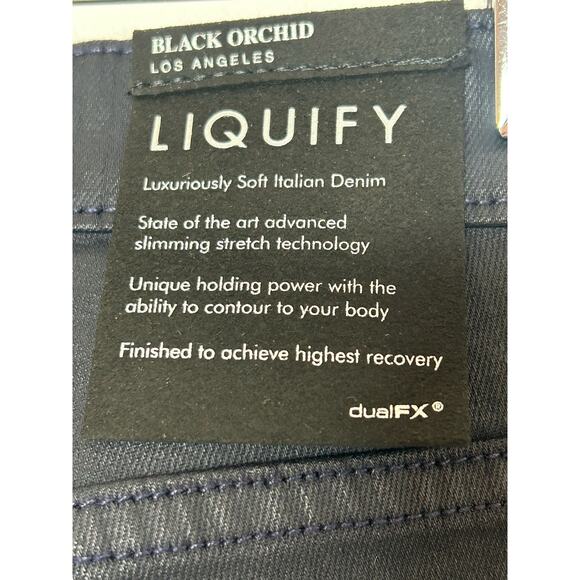 BLACK ORCHID
LOS ANGELES
LIQUIFY
Luxuriously Soft Italian Denim
State of the art advanced
slimming stretch technology
Unique holding power with the
ability to contour to your body
Finished to achieve highest recovery
dualFX®